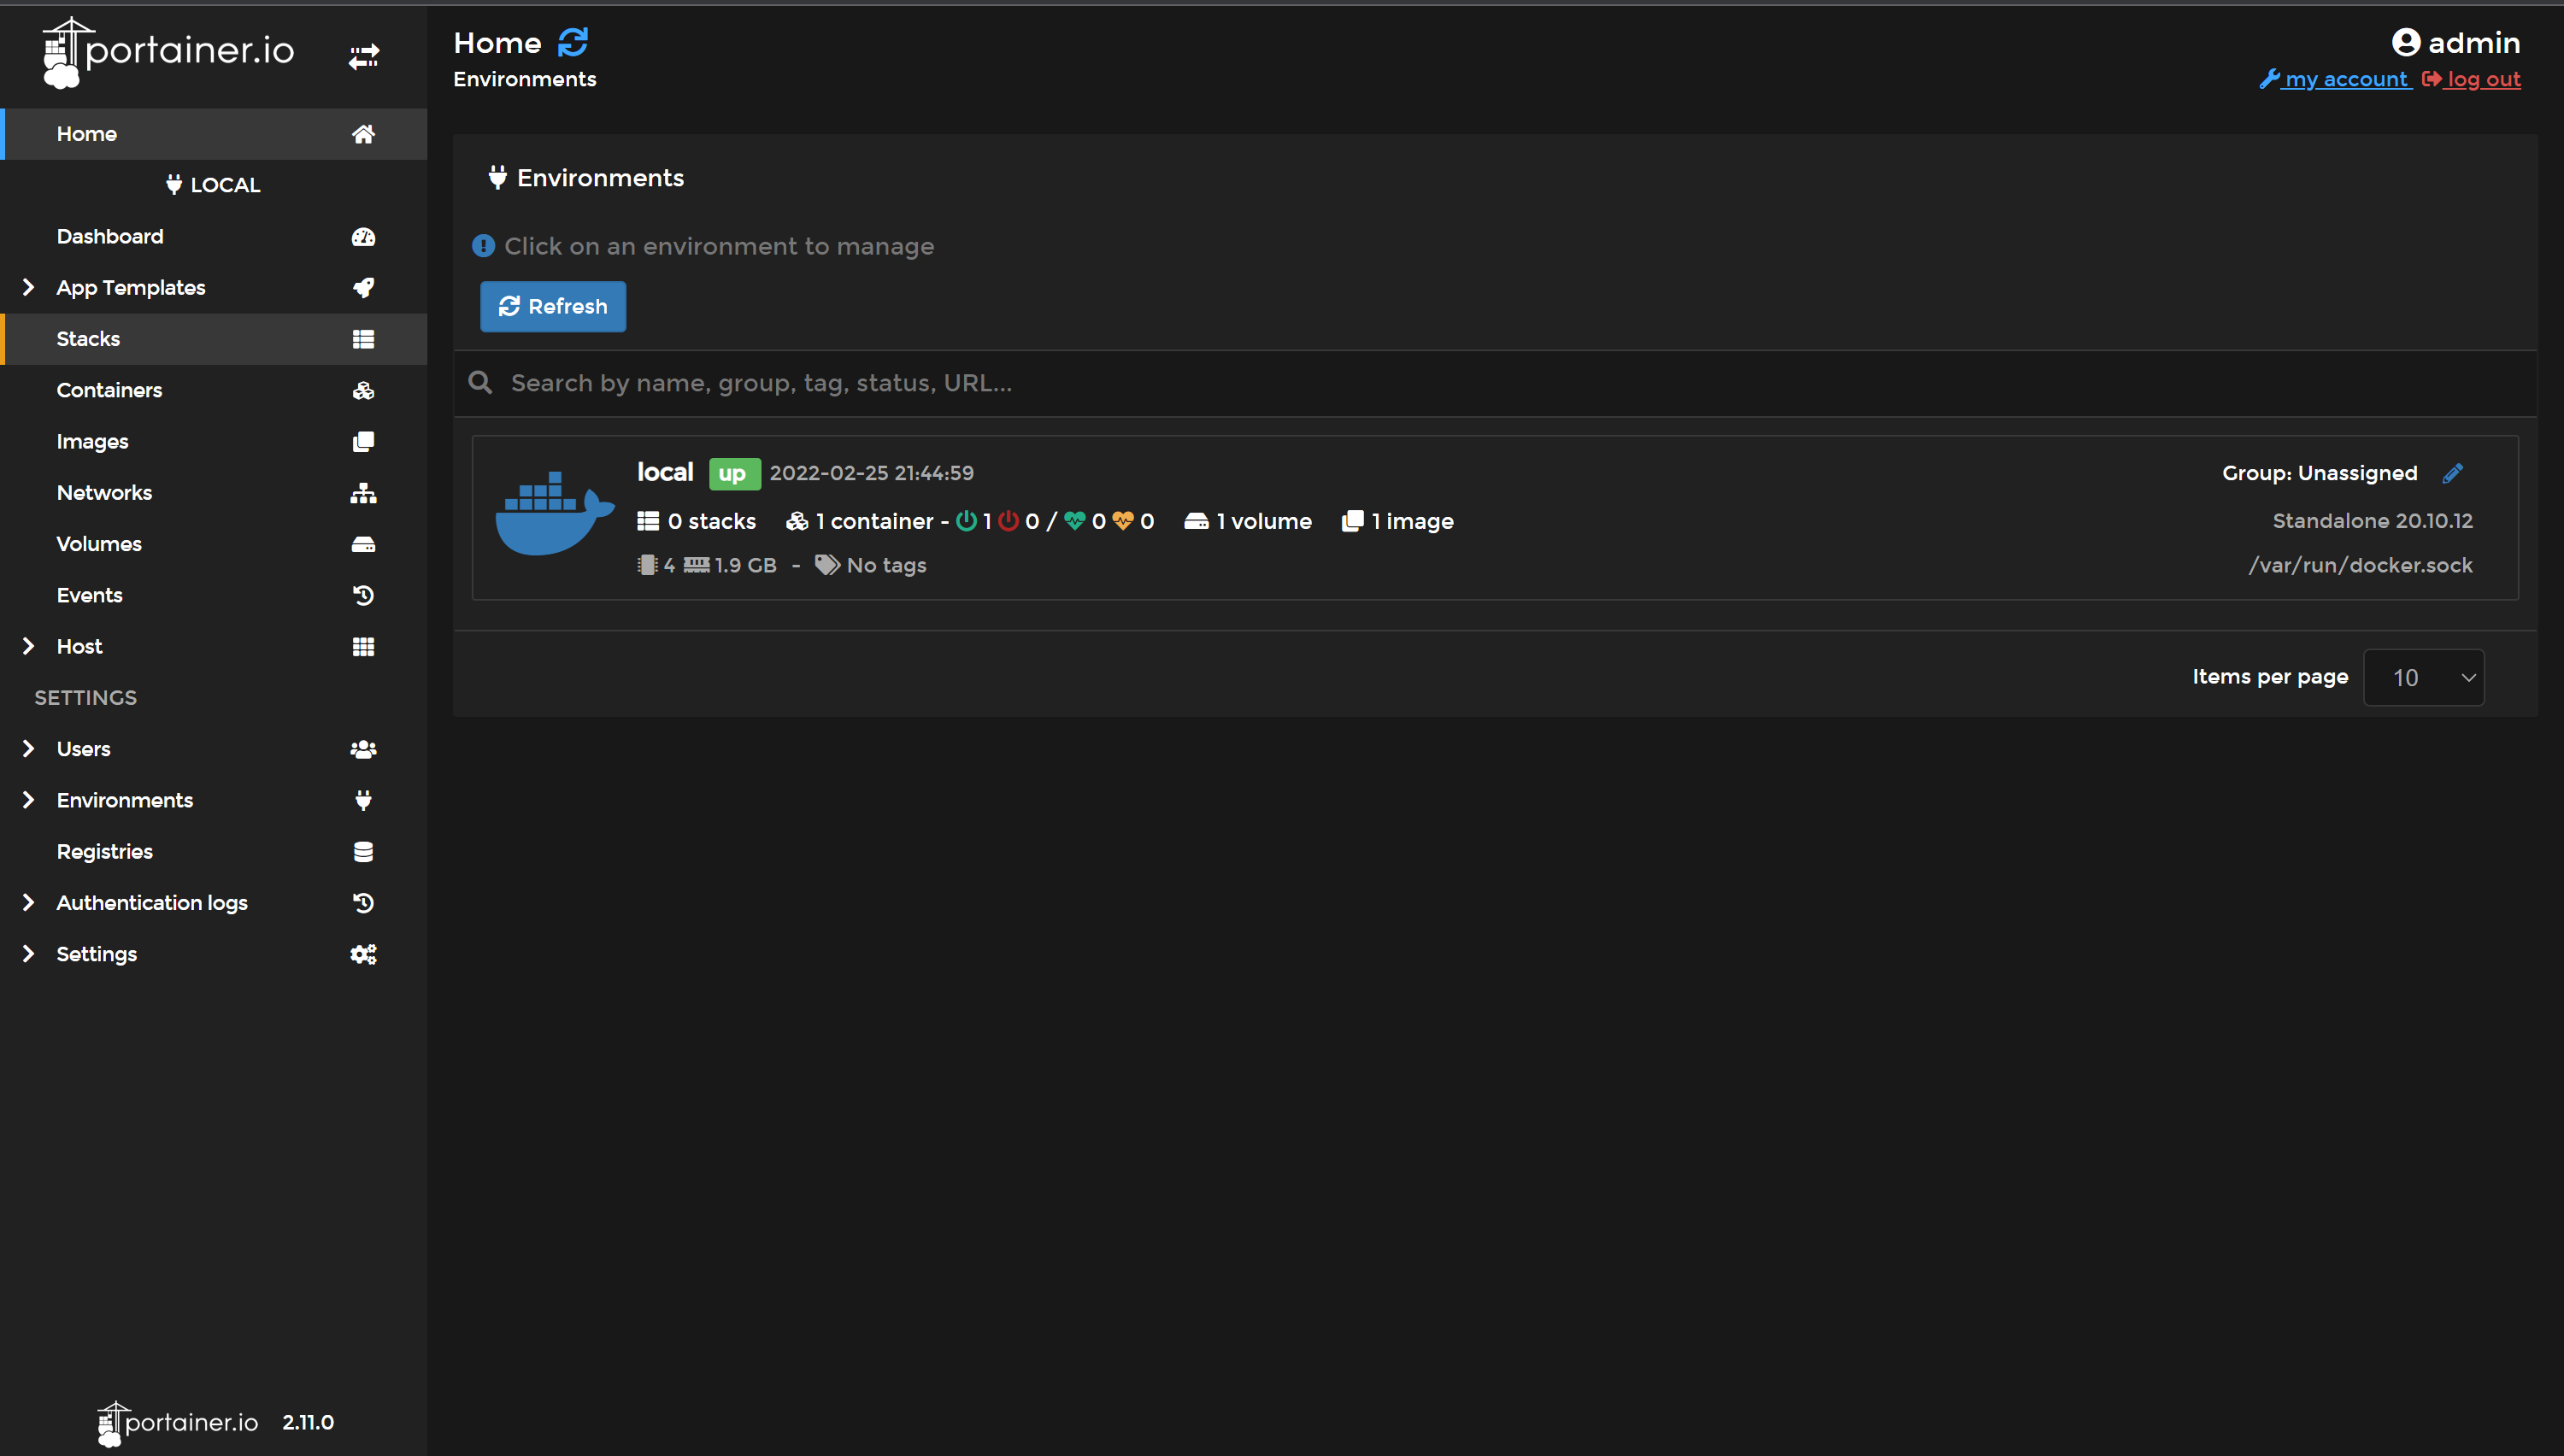 portainer.io
Home
LOCAL
Dashboard
App Templates
Stacks
Containers
Images
Networks
Volumes
Events
Host
SETTINGS
Users
Environments
Registries
Authentication logs
Settings
portainer.io 2.11.0
Home
Environments
admin
my account log out
Environments
Click on an environment to manage
Refresh
Search by name, group, tag, status, URL...
local up 2022-02-25 21:44:59
Group: Unassigned
0 stacks 1 container - 1 0 / 0 0 1 volume 1 image
Standalone 20.10.12
4 1.9 GB - No tags
/var/run/docker.sock
Items per page 10